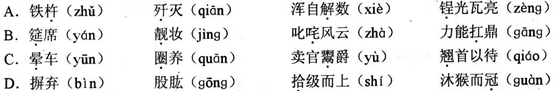 A．铁杵（zhǔ） 歼灭（qiān） 浑自解数（xiè） 锃光瓦亮（zèng）
B．筵席（yán） 靓妆（jìng） 叱咤风云（zhà） 力能扛鼎（gāng）
C．晕车（yūn） 圈养（quān） 卖官鬻爵（yù） 翘首以待（qiáo）
D．摒弃（bìn） 股肱（gōng） 拾级而上（shí） 沐猴而冠（guàn）